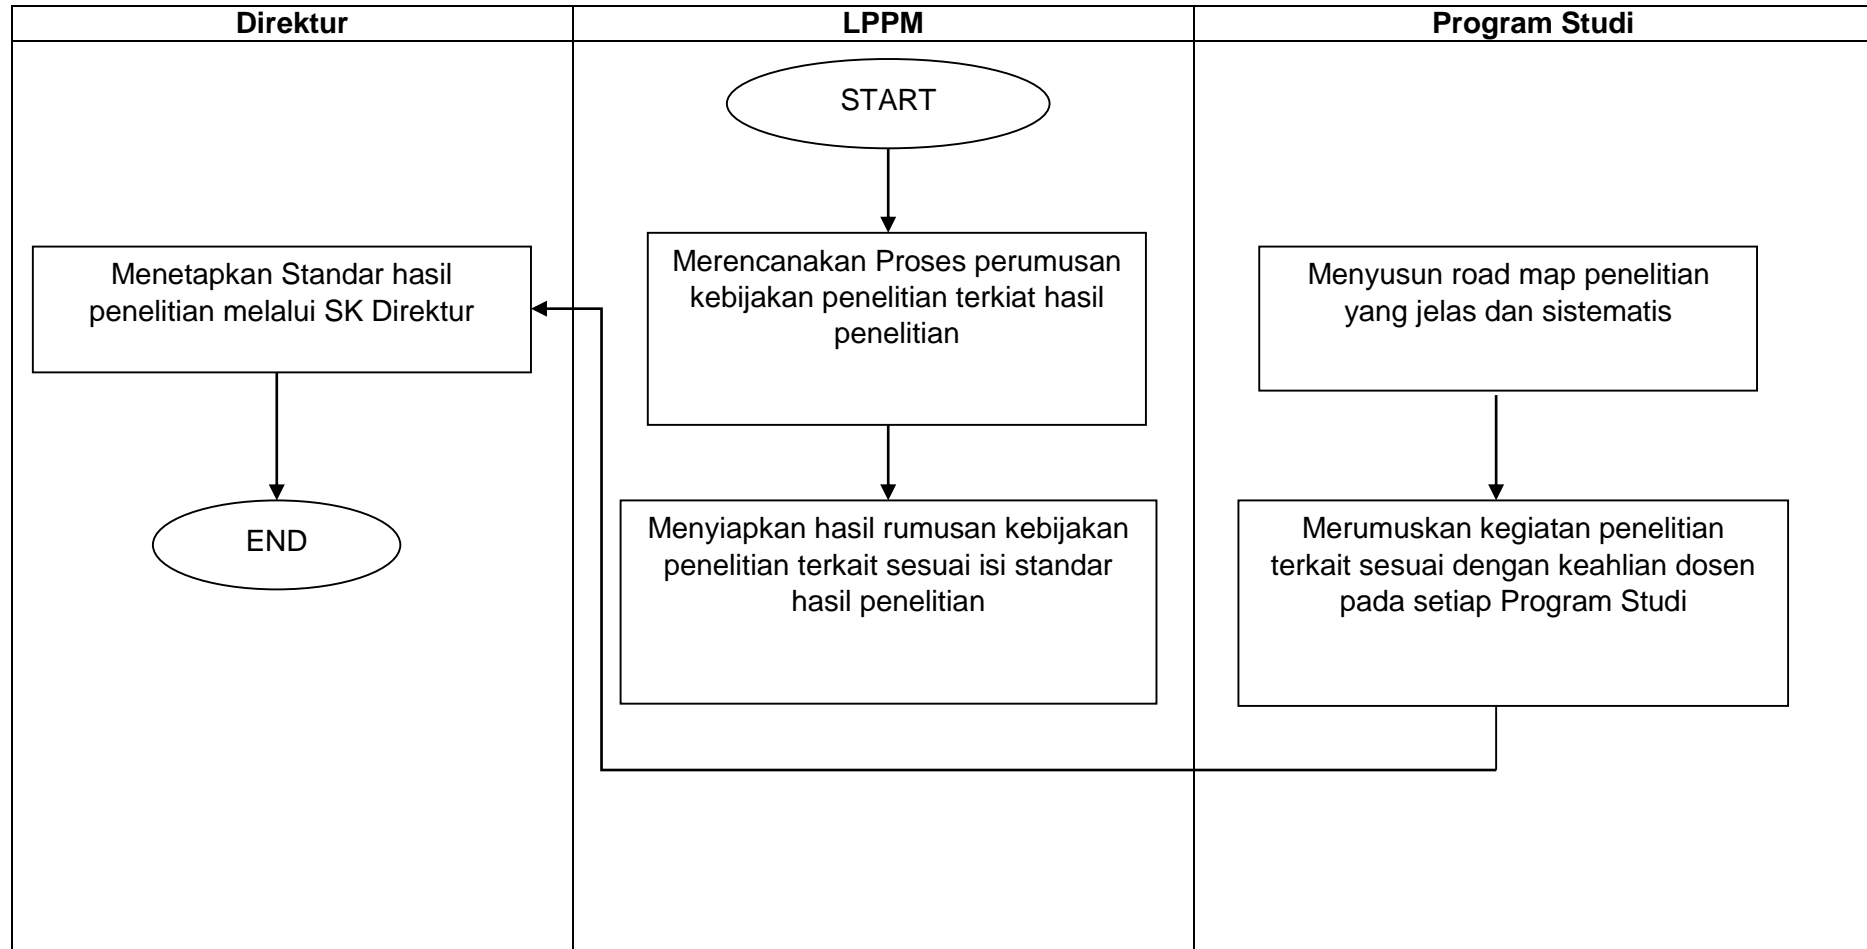 Direktur
LPPM
Program Studi
START
Merencanakan Proses perumusan
kebijakan penelitian terkiat hasil
penelitian
Menyiapkan hasil rumusan kebijakan
penelitian terkait sesuai isi standar
hasil penelitian
Menyusun road map penelitian
yang jelas dan sistematis
Merumuskan kegiatan penelitian
terkait sesuai dengan keahlian dosen
pada setiap Program Studi
Menetapkan Standar hasil
penelitian melalui SK Direktur
END